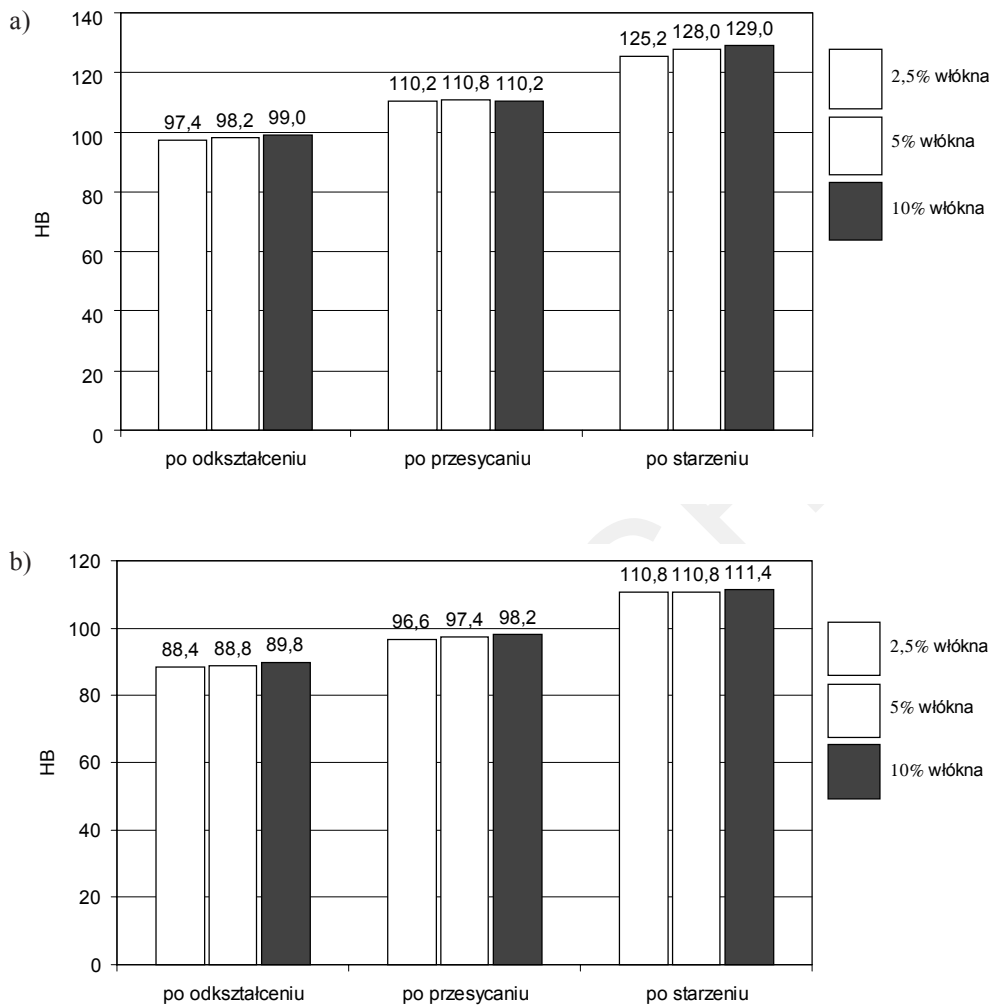 a)
140
120
100
80
60
40
20
0
HB
97,4 98,2 99,0
110,2 110,8 110,2
125,2 128,0 129,0
po odkształceniu po przesycaniu po starzeniu
2,5% włókna
5% włókna
10% włókna
b)
120
100
80
60
40
20
0
HB
88,4 88,8 89,8
96,6 97,4 98,2
110,8 110,8 111,4
po odkształceniu po przesycaniu po starzeniu
2,5% włókna
5% włókna
10% włókna